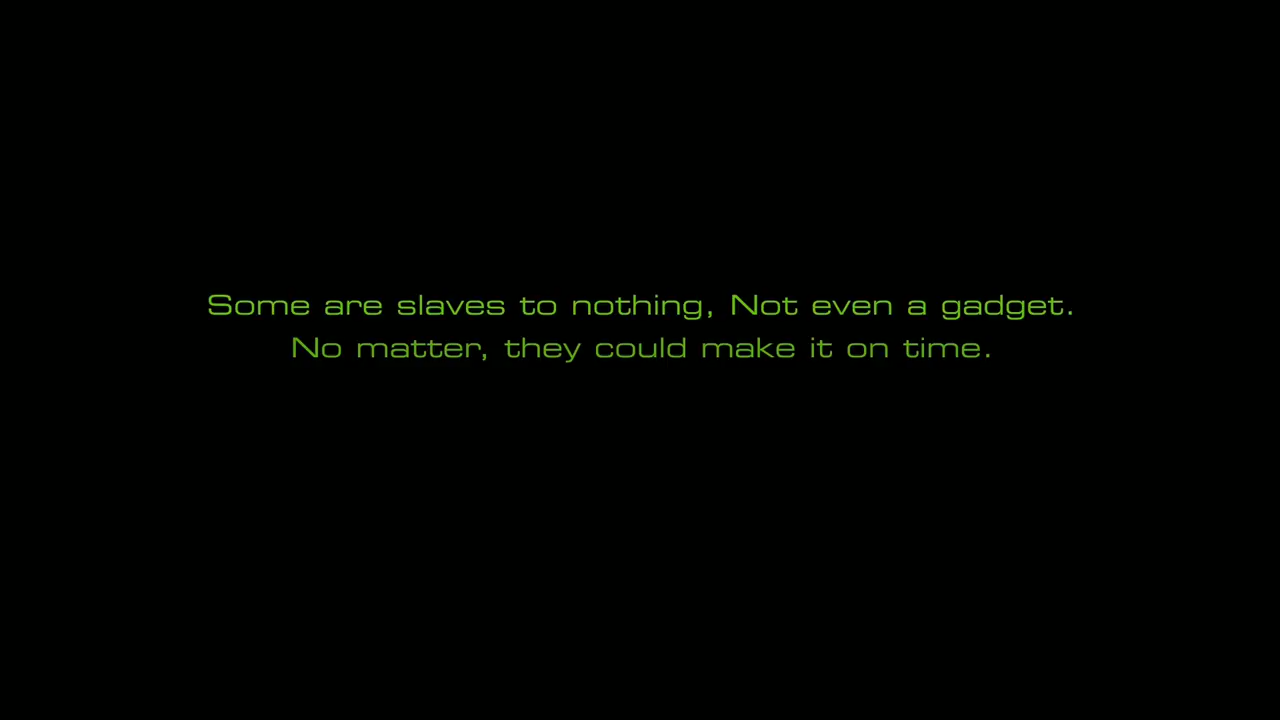 Some are slaves to nothing, Not even a gadget.
No matter, they could make it on time.